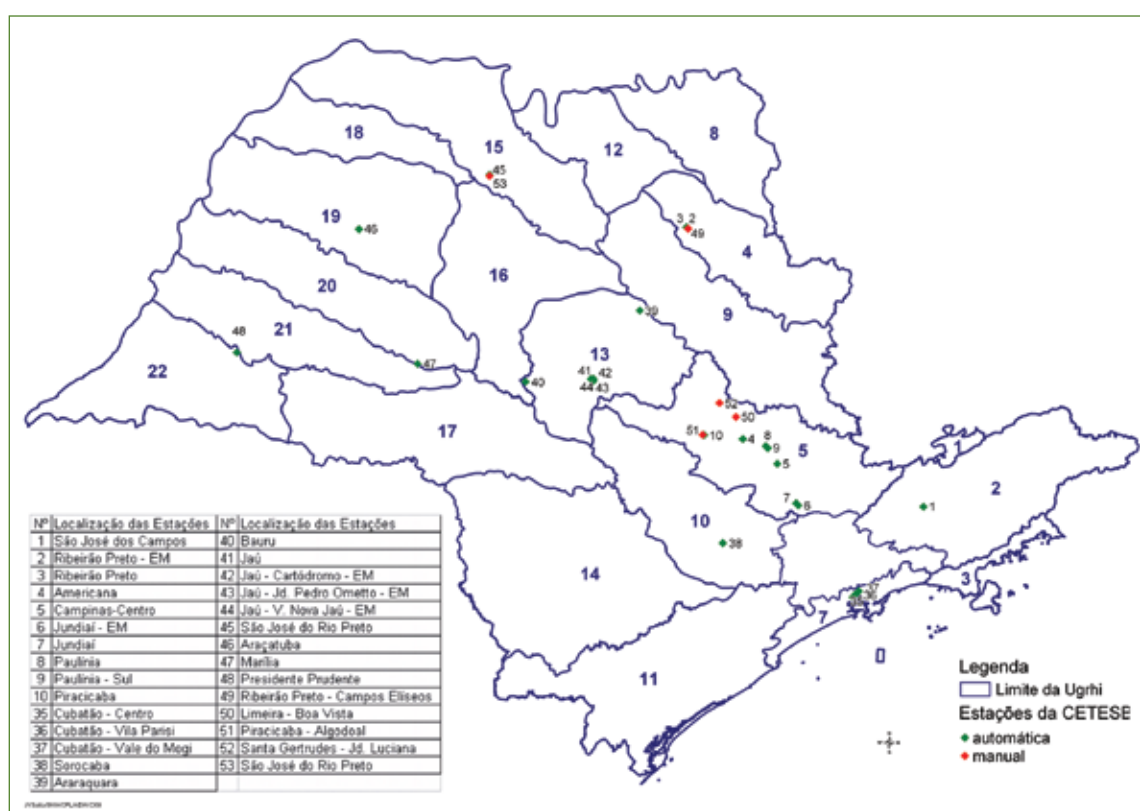 18
15
12
8
45
53
19
46
3 2
49
4
16
20
39
9
48
21
13
22
47
40
41 42
44 43
52
50
17
51 10
4
8
9
5
5
1
2
7
6
1
10
38
14
3
37
36
7
11
Nº Localização das Estações Nº Localização das Estações
1 São José dos Campos 40 Bauru
2 Ribeirão Preto - EM 41 Jaú
3 Ribeirão Preto 42 Jaú - Cartódromo - EM
4 Americana 43 Jaú - Jd. Pedro Ometto - EM
5 Campinas-Centro 44 Jaú - V. Nova Jaú - EM
6 Jundiaí - EM 45 São José do Rio Preto
7 Jundiaí 46 Araçatuba
8 Paulínia 47 Marília
9 Paulínia - Sul 48 Presidente Prudente
10 Piracicaba 49 Ribeirão Preto - Campos Elíseos
35 Cubatão - Centro 50 Limeira - Boa Vista
36 Cubatão - Vila Parisi 51 Piracicaba - Algodoal
37 Cubatão - Vale do Mogi 52 Santa Gertrudes - Jd. Luciana
38 Sorocaba 53 São José do Rio Preto
39 Araraquara
Legenda
Limite da Ugrhi
Estações da CETESB
automática
manual